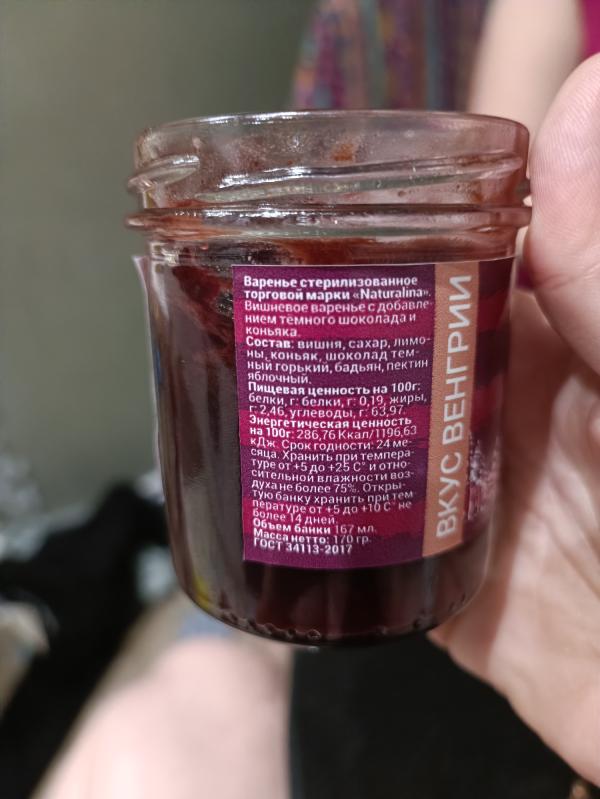 Варенье стерилизованное
торговой марки «Naturalina».
Вишневое варенье с добавле-
нием тёмного шоколада и
коньяка.
Состав: вишня, сахар, лимо-
ны, коньяк, шоколад тем-
ный горький, бадьян, пектин
яблочный.
Пищевая ценность на 100г:
белки, г: белки, г: 0,19, жиры,
г: 2,46, углеводы, г: 63,97.
Энергетическая ценность
на 100г: 286,76 Ккал/1196,63
кДж. Срок годности: 24 ме-
сяца. Хранить при темпера-
туре от +5 до +25 С° и отно-
сительной влажности воз-
духа не более 75%. Откры-
тую банку хранить при тем
пературе от +5 до +10 С° не
более 14 дней.
Объем банки 167 мл.
Масса нетто: 170 гр.
ГОСТ 34113-2017
ВКУС ВЕНГРИИ